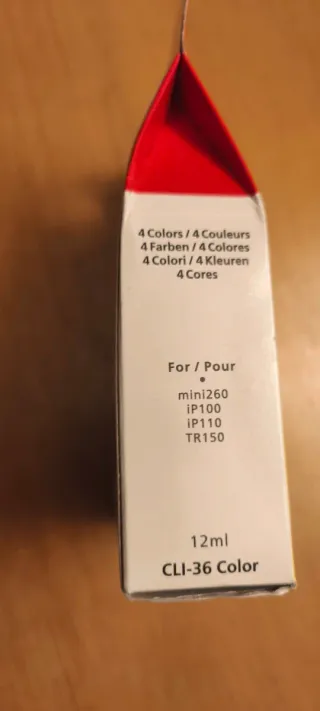 4 Colors / 4 Couleurs
4 Farben / 4 Colores
4 Colori / 4 Kleuren
4 Cores
For / Pour
•
mini260
iP100
iP110
TR150
12ml
CLI-36 Color